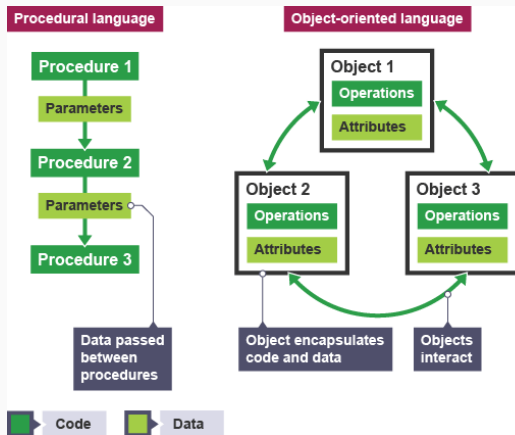 Procedural language
Procedure 1
Parameters
Procedure 2
Parameters
Procedure 3
Data passed
between
procedures
Object-oriented language
Object 1
Operations
Attributes
Object 2
Operations
Attributes
Object 3
Operations
Attributes
Object encapsulates
code and data
Objects
interact
Code
Data